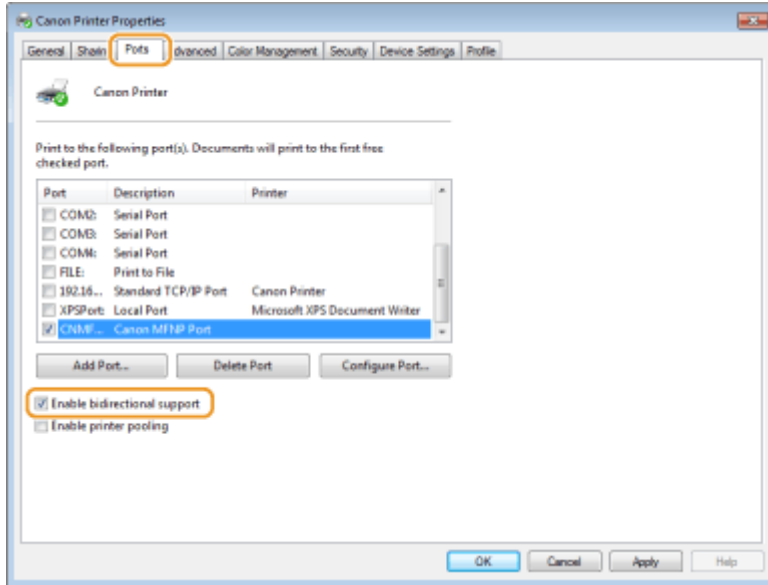 Canon Printer Properties
General Sharin Ports dvanced Color Management Security Device Settings Profile
Canon Printer
Print to the following port(s). Documents will print to the first free
checked port.
Port Description Printer
COM2: Serial Port
COM3: Serial Port
COM4: Serial Port
FILE: Print to File
192.16... Standard TCP/IP Port Canon Printer
XPSPort: Local Port Microsoft XPS Document Writer
CNMF... Canon MFNP Port
Add Port... Delete Port Configure Port...
Enable bidirectional support
Enable printer pooling
OK Cancel Apply Help